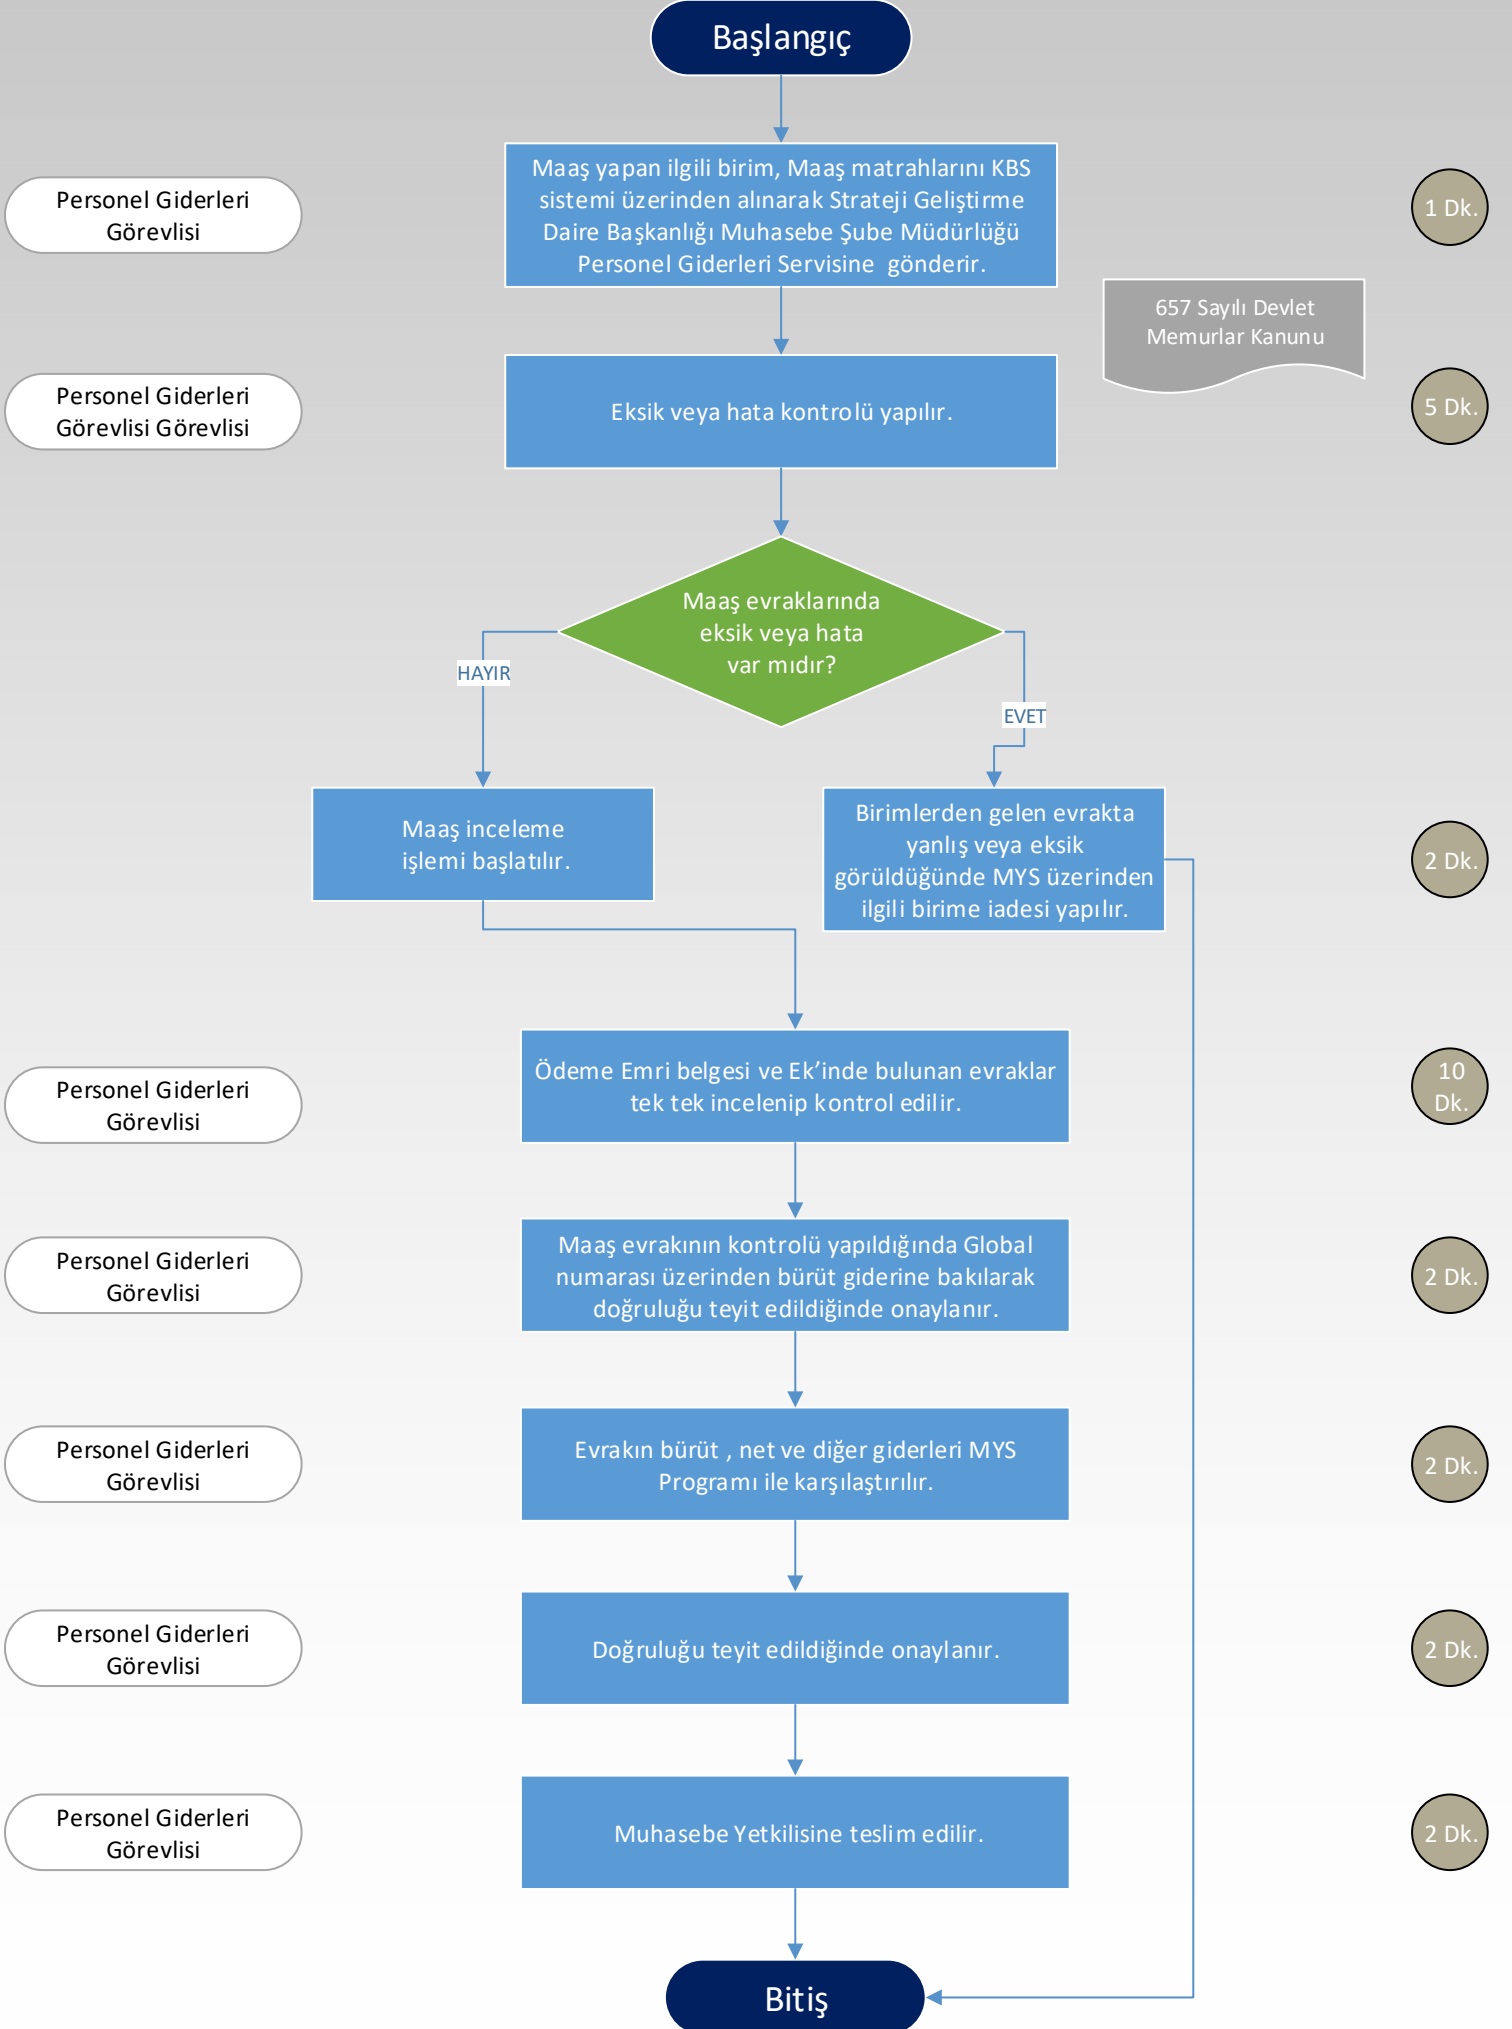 Başlangıç
Personel Giderleri
Görevlisi
Maaş yapan ilgili birim, Maaş matrahlarını KBS
sistemi üzerinden alınarak Strateji Geliştirme
Daire Başkanlığı Muhasebe Şube Müdürlüğü
Personel Giderleri Servisine gönderir.
1 Dk.
657 Sayılı Devlet
Memurlar Kanunu
Personel Giderleri
Görevlisi Görevlisi
Eksik veya hata kontrolü yapılır.
5 Dk.
Maaş evraklarında
eksik veya hata
var mıdır?
HAYIR
EVET
Maaş inceleme
işlemi başlatılır.
Birimlerden gelen evrakta
yanlış veya eksik
görüldüğünde MYS üzerinden
ilgili birime iadesi yapılır.
2 Dk.
Personel Giderleri
Görevlisi
Ödeme Emri belgesi ve Ek’inde bulunan evraklar
tek tek incelenip kontrol edilir.
10
Dk.
Personel Giderleri
Görevlisi
Maaş evrakının kontrolü yapıldığında Global
numarası üzerinden bürüt giderine bakılarak
doğruluğu teyit edildiğinde onaylanır.
2 Dk.
Personel Giderleri
Görevlisi
Evrakın bürüt , net ve diğer giderleri MYS
Programı ile karşılaştırılır.
2 Dk.
Personel Giderleri
Görevlisi
Doğruluğu teyit edildiğinde onaylanır.
2 Dk.
Personel Giderleri
Görevlisi
Muhasebe Yetkilisine teslim edilir.
2 Dk.
Bitiş